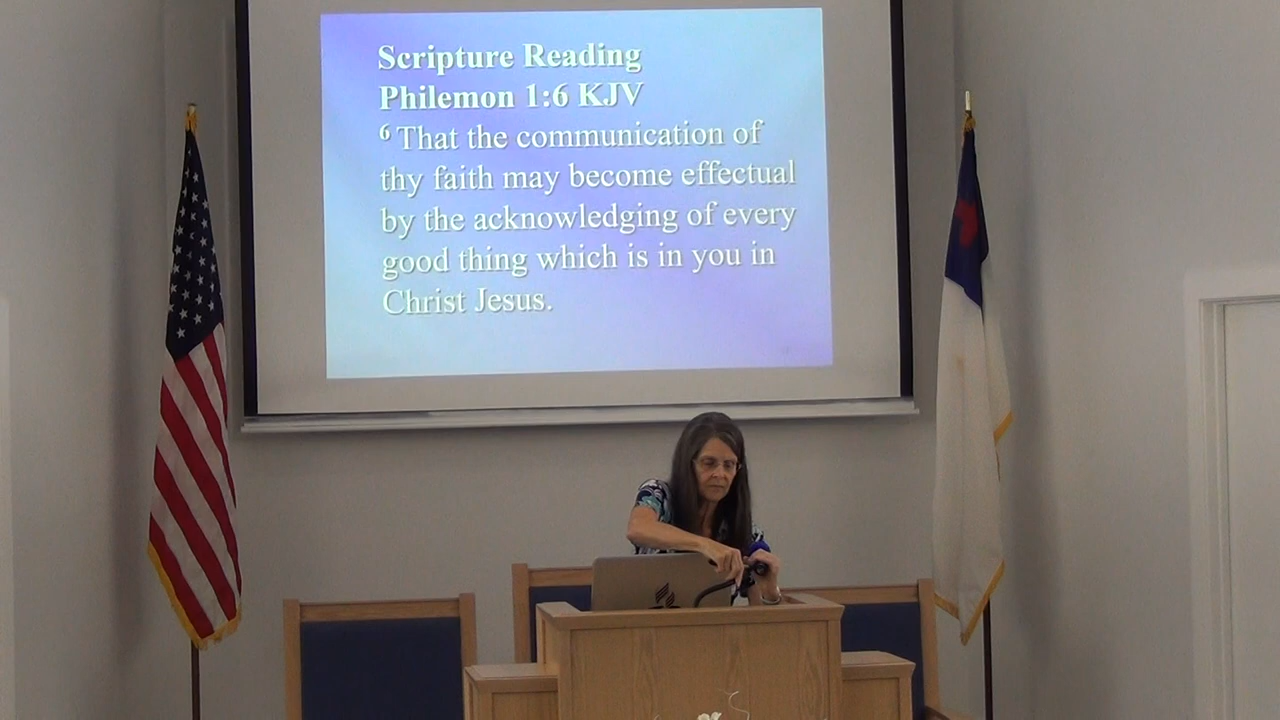 Scripture Reading
Philemon 1:6 KJV
6 That the communication of
thy faith may become effectual
by the acknowledging of every
good thing which is in you in
Christ Jesus.